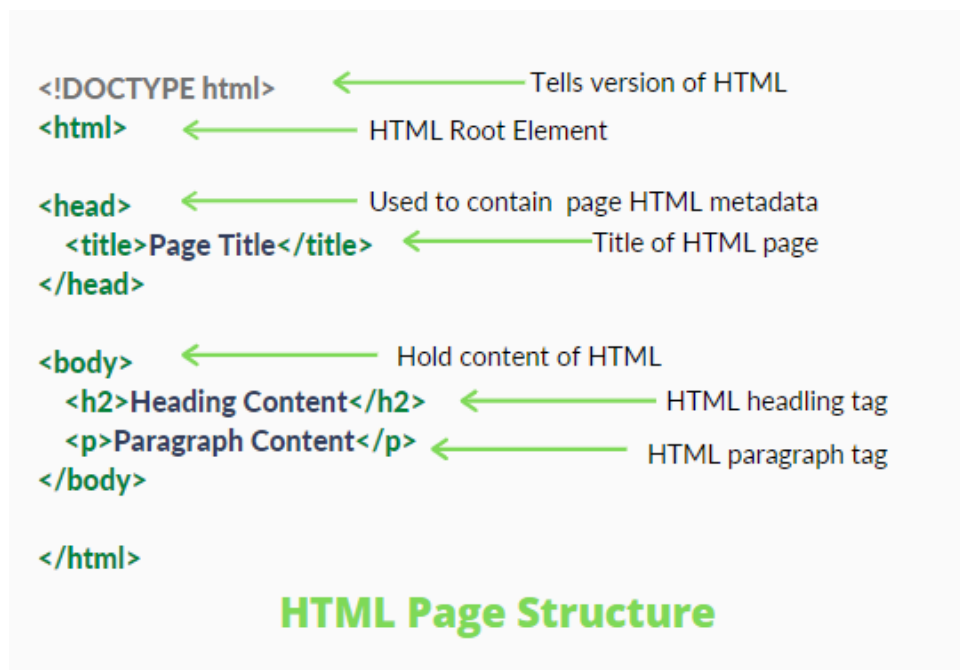 <!DOCTYPE html> Tells version of HTML
<html> HTML Root Element
<head> Used to contain page HTML metadata
<title>Page Title</title> Title of HTML page
</head>
<body> Hold content of HTML
<h2>Heading Content</h2> HTML headling tag
<p>Paragraph Content</p> HTML paragraph tag
</body>
</html>
HTML Page Structure